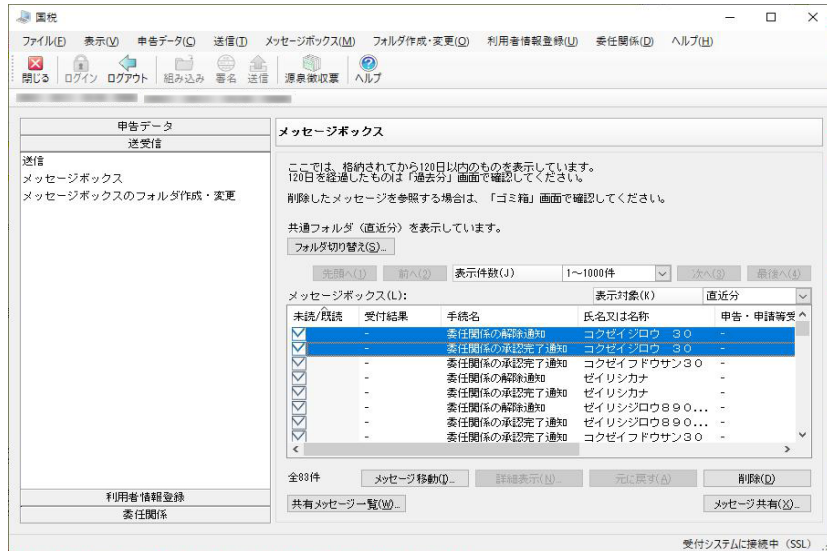 国税
ファイル(F) 表示(V) 申告データ(C) 送信(T) メッセージボックス(M) フォルダ作成・変更(O) 利用者情報登録(U) 委任関係(D) ヘルプ(H)
閉じる ログイン ログアウト 組み込み 署名 送信 源泉徴収票 ヘルプ
申告データ
送受信
送信
メッセージボックス
メッセージボックスのフォルダ作成・変更
利用者情報登録
委任関係
メッセージボックス
ここでは、格納されてから120日以内のものを表示しています。
120日を経過したものは「過去分」画面で確認してください。
削除したメッセージを参照する場合は、「ゴミ箱」画面で確認してください。
共通フォルダ（直近分）を表示しています。
フォルダ切り替え(S)...
先頭へ(1) 前へ(2) 表示件数(J) 1～1000件 次へ(3) 最後へ(4)
メッセージボックス(L): 表示対象(K) 直近分
未読/既読 受付結果 手続名 氏名又は名称 申告・申請等受
- 委任関係の解除通知 コクゼイジロウ ３０ -
- 委任関係の承認完了通知 コクゼイジロウ ３０ -
- 委任関係の承認完了通知 コクゼイフドウサン３０ -
- 委任関係の解除通知 ゼイリシカナ -
- 委任関係の承認完了通知 ゼイリシカナ -
- 委任関係の解除通知 ゼイリシジロウ８９０... -
- 委任関係の承認完了通知 ゼイリシジロウ８９０... -
- 委任関係の承認完了通知 コクゼイフドウサン３０ -
全83件 メッセージ移動(I)... 詳細表示(N)... 元に戻す(A) 削除(D)
共有メッセージ一覧(W)... メッセージ共有(X)...
受付システムに接続中 (SSL)